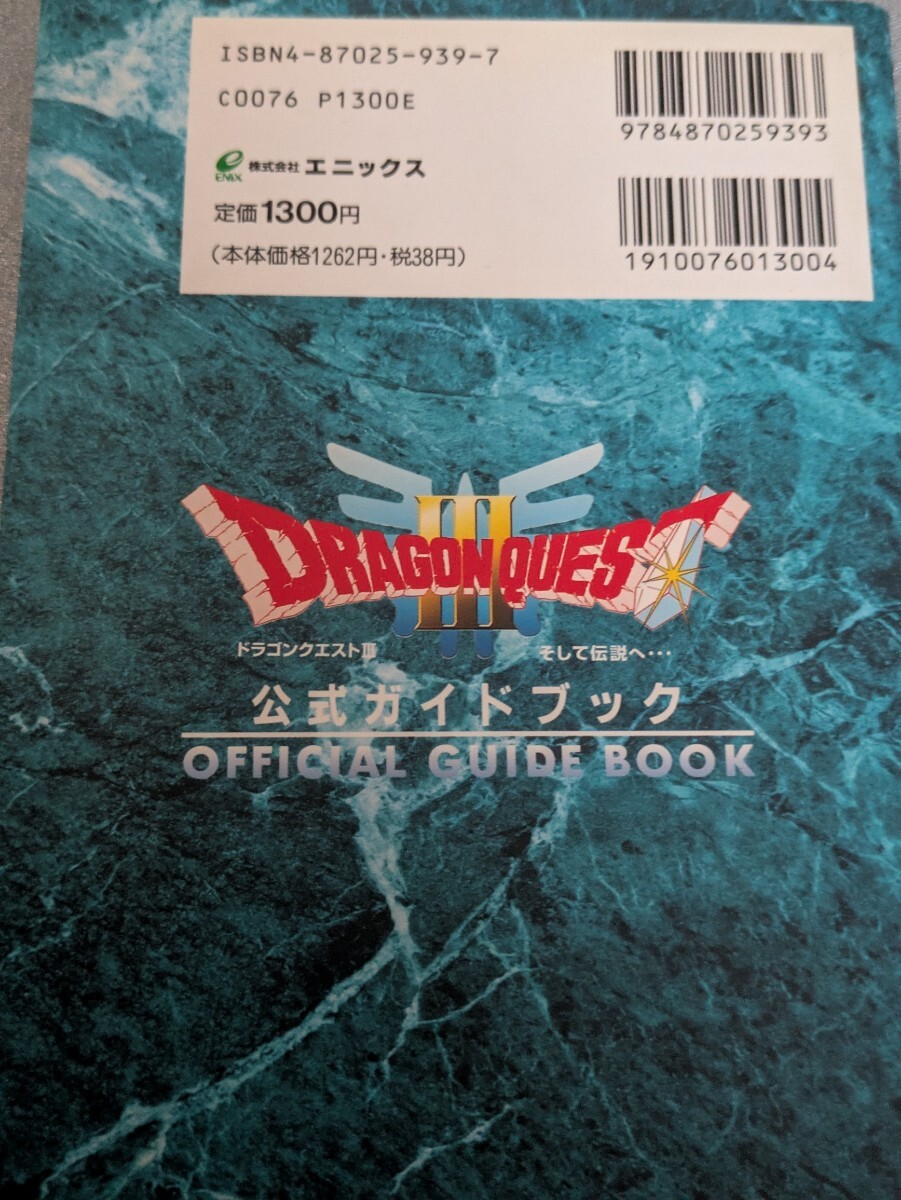 ISBN4-87025-939-7
C0076 P1300E
9784870259393
ENIX 株式会社 エニックス
定価1300円
(本体価格1262円・税38円)
1910076013004
DRAGON QUEST
III
ドラゴンクエストIII そして伝説へ・・・
公式ガイドブック
OFFICIAL GUIDE BOOK